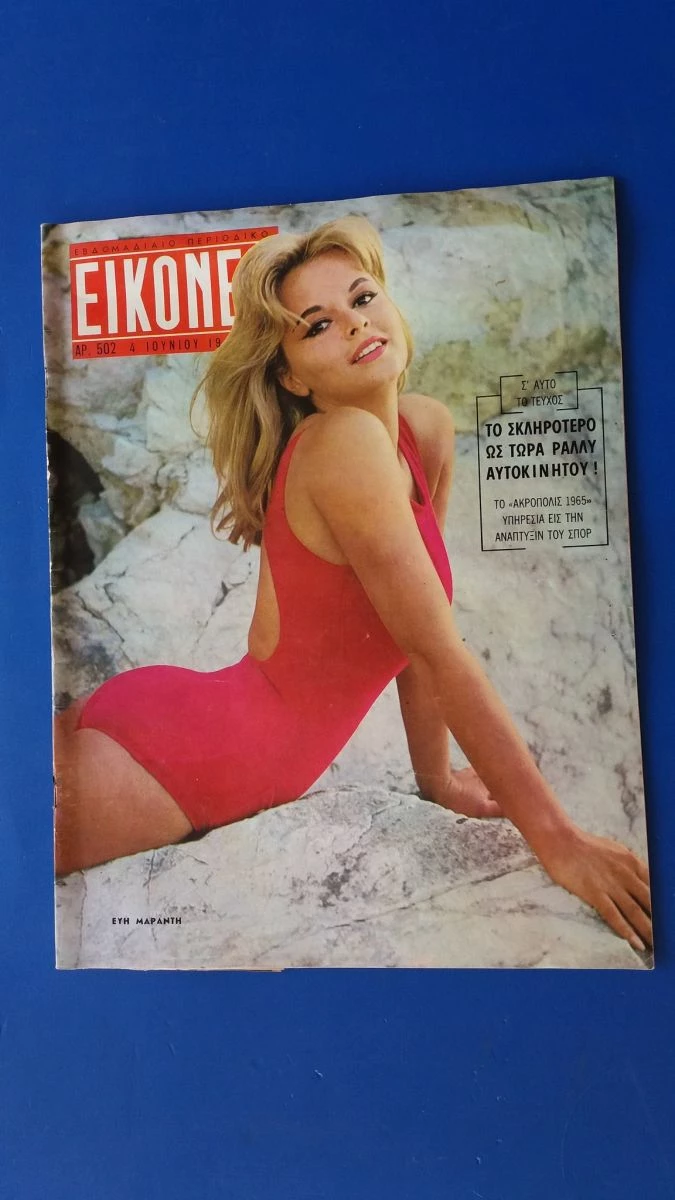 ΕΒΔΟΜΑΔΙΑΙΟ ΠΕΡΙΟΔΙΚΟ
ΕΙΚΟΝΕ
ΑΡ. 502 4 ΙΟΥΝΙΟΥ 19
Σ' ΑΥΤΟ
ΤΟ ΤΕΥΧΟΣ
ΤΟ ΣΚΛΗΡΟΤΕΡΟ
ΩΣ ΤΩΡΑ ΡΑΛΛΥ
ΑΥΤΟΚΙΝΗΤΟΥ!
ΤΟ «ΑΚΡΟΠΟΛΙΣ 1965»
ΥΠΗΡΕΣΙΑ ΕΙΣ ΤΗΝ
ΑΝΑΠΤΥΞΙΝ ΤΟΥ ΣΠΟΡ
ΕΥΗ ΜΑΡΑΝΤΗ